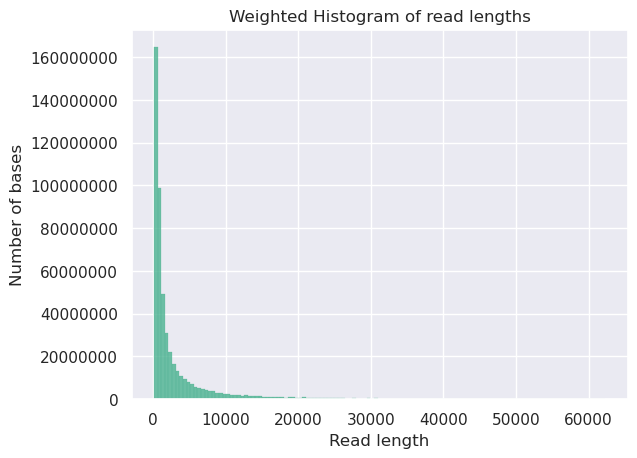 Weighted Histogram of read lengths
160000000
140000000
120000000
100000000
80000000
60000000
40000000
20000000
0
Number of bases
0 10000 20000 30000 40000 50000 60000
Read length